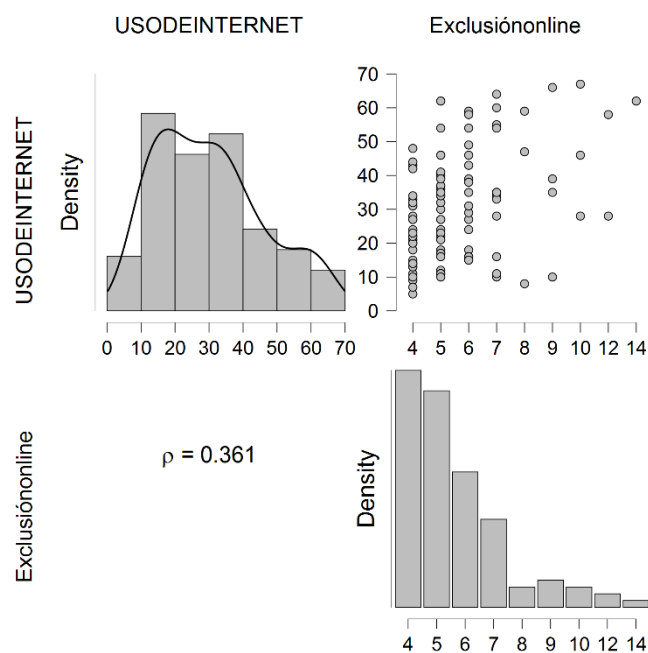 USODEINTERNET
Exclusiónonline
USODEINTERNET
Density
70
60
50
40
30
20
10
0
0 10 20 30 40 50 60 70
4 5 6 7 8 9 10 12 14
Exclusiónonline
ρ = 0.361
Density
4 5 6 7 8 9 10 12 14